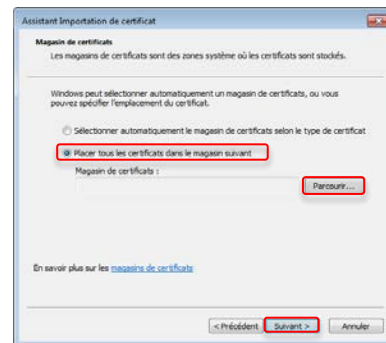 Assistant Importation de certificat
Magasin de certificats
Les magasins de certificats sont des zones système où les certificats sont stockés.
Windows peut sélectionner automatiquement un magasin de certificats, ou vous
pouvez spécifier l'emplacement du certificat.
Sélectionner automatiquement le magasin de certificats selon le type de certificat
Placer tous les certificats dans le magasin suivant
Magasin de certificats :
Parcourir...
En savoir plus sur les magasins de certificats
< Précédent
Suivant >
Annuler